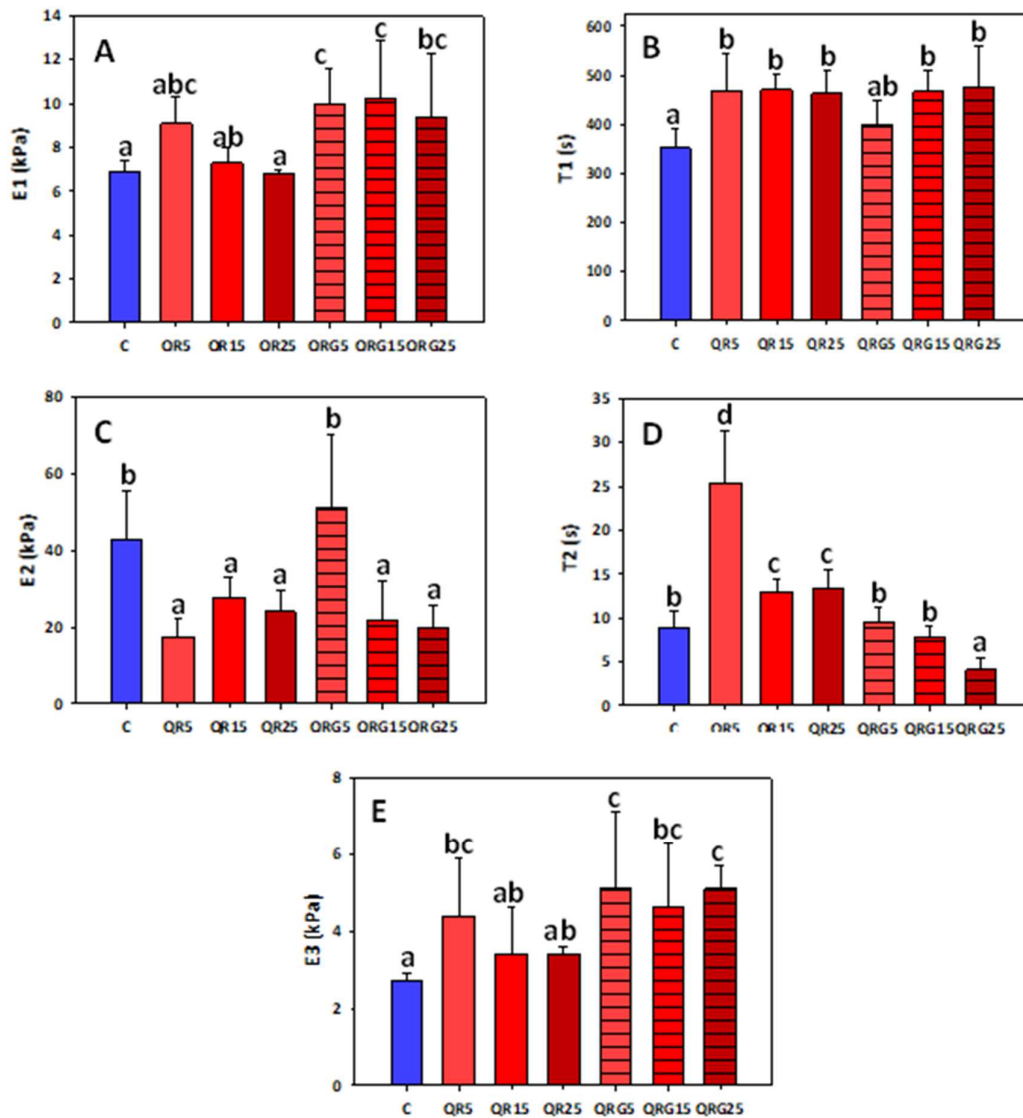 A
14
12
10
8
6
4
2
0
E1 (kPa)
a abc ab a c c bc
C QR5 QR15 QR25 QRG5 QRG15 QRG25
B
600
500
400
300
200
100
0
T1 (s)
a b b b ab b b
C QR5 QR15 QR25 QRG5 QRG15 QRG25
C
80
60
40
20
0
E2 (kPa)
b a a a b a a
C QR5 QR15 QR25 QRG5 QRG15 QRG25
D
35
30
25
20
15
10
5
0
T2 (s)
b d c c b b a
C QR5 QR15 QR25 QRG5 QRG15 QRG25
E
8
6
4
2
0
E3 (kPa)
a bc ab ab c bc c
C QR5 QR15 QR25 QRG5 QRG15 QRG25